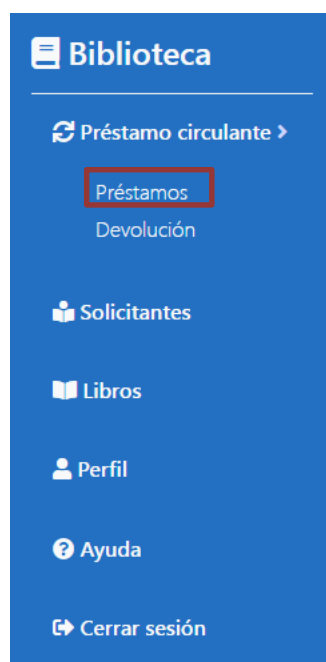 Biblioteca
Préstamo circulante >
Préstamos
Devolución
Solicitantes
Libros
Perfil
Ayuda
Cerrar sesión